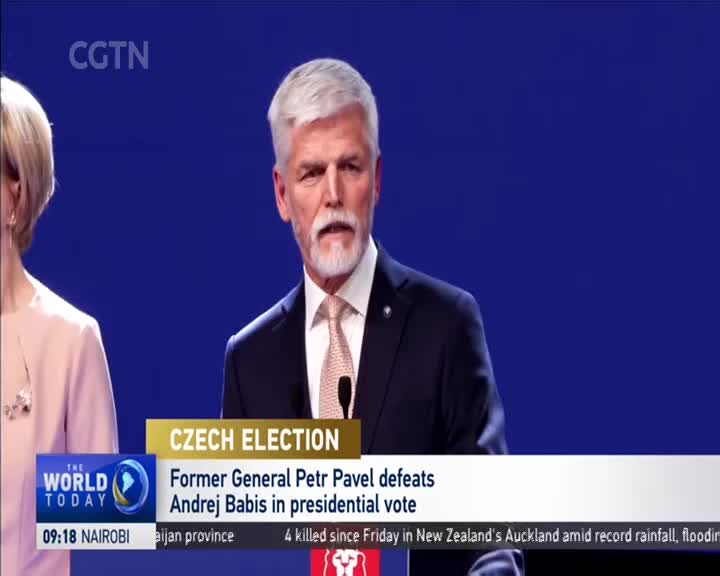 CGTN
CZECH ELECTION
Former General Petr Pavel defeats
Andrej Babis in presidential vote
THE
WORLD
TODAY
09:18 NAIROBI
aijan province 4 killed since Friday in New Zealand's Auckland amid record rainfall,